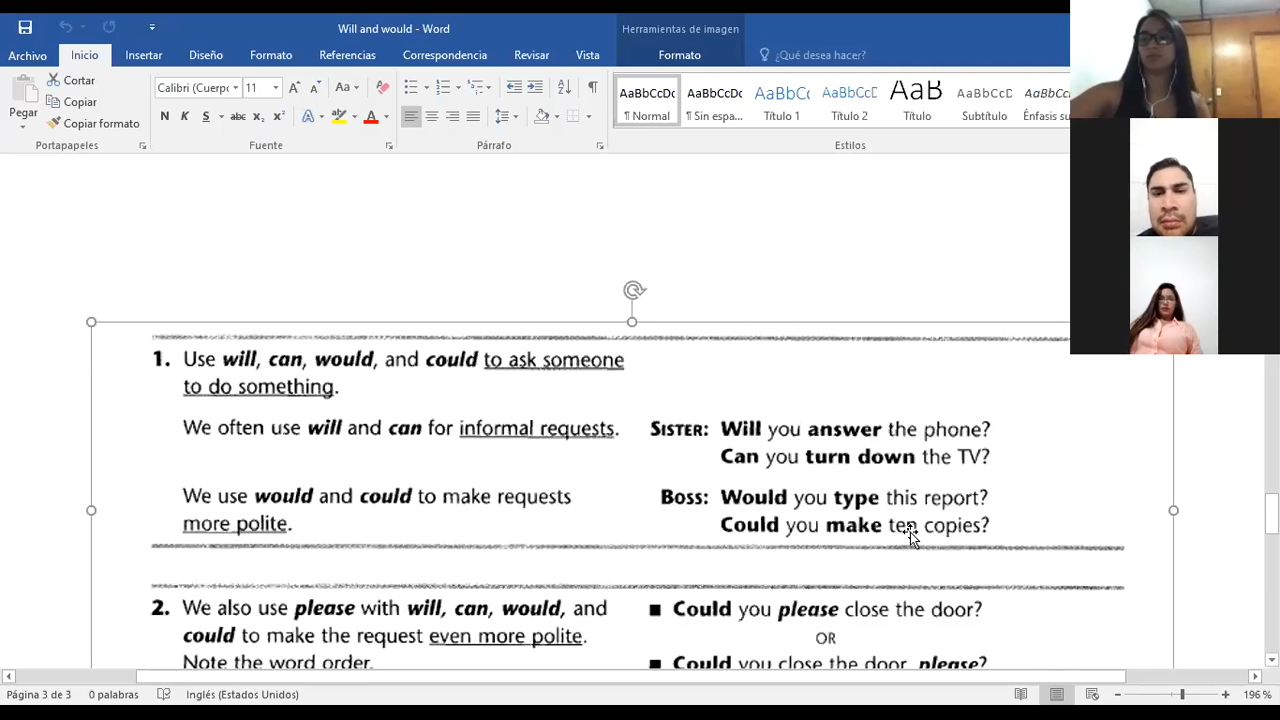 Will and would - Word
Herramientas de imagen
Archivo Inicio Insertar Diseño Formato Referencias Correspondencia Revisar Vista Formato ¿Qué desea hacer?
Pegar
Cortar
Copiar
Copiar formato
Portapapeles
Calibri (Cuerpo 11
N K S abc x₂ x²
Fuente
Párrafo
AaBbCcDc AaBbCcDc AaBbCc AaBbCcD AaB AaBbCcD AaBbCcD
¶ Normal ¶ Sin espa... Título 1 Título 2 Título Subtítulo Énfasis su
Estilos
1. Use will, can, would, and could to ask someone
to do something.
We often use will and can for informal requests.
SISTER: Will you answer the phone?
Can you turn down the TV?
We use would and could to make requests
more polite.
BOSS: Would you type this report?
Could you make ten copies?
2. We also use please with will, can, would, and
could to make the request even more polite.
Note the word order.
■ Could you please close the door?
OR
■ Could you close the door, please?
Página 3 de 3 0 palabras Inglés (Estados Unidos) 196 %